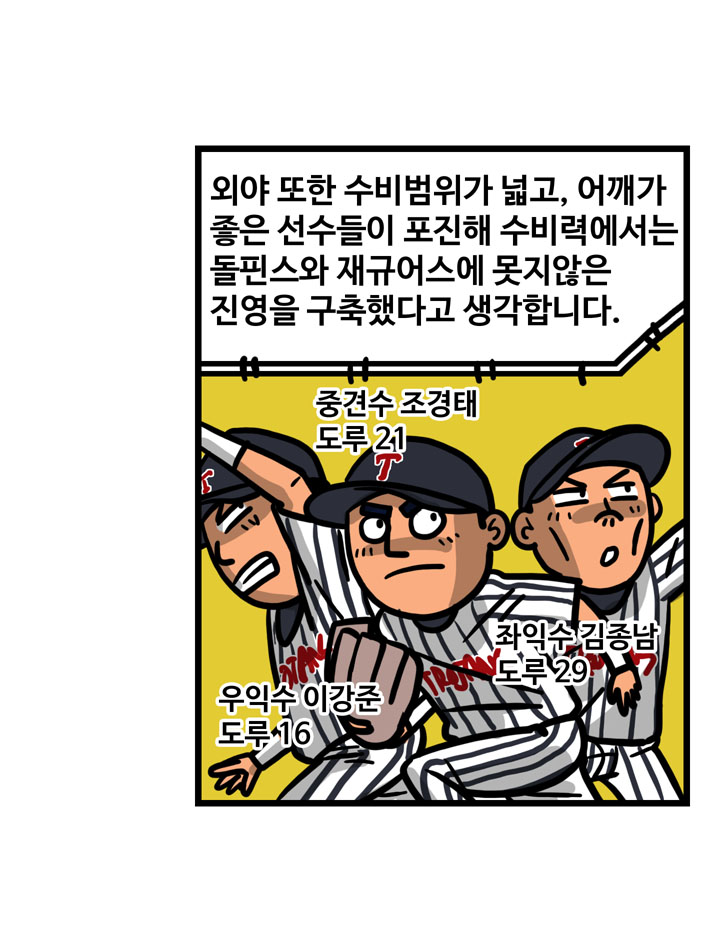 외야 또한 수비범위가 넓고, 어깨가
좋은 선수들이 포진해 수비력에서는
돌핀스와 재규어스에 못지않은
진영을 구축했다고 생각합니다.
중견수 조경태
도루 21
T
T
좌익수 김종남
도루 29
TROJAN
우익수 이강준
도루 16